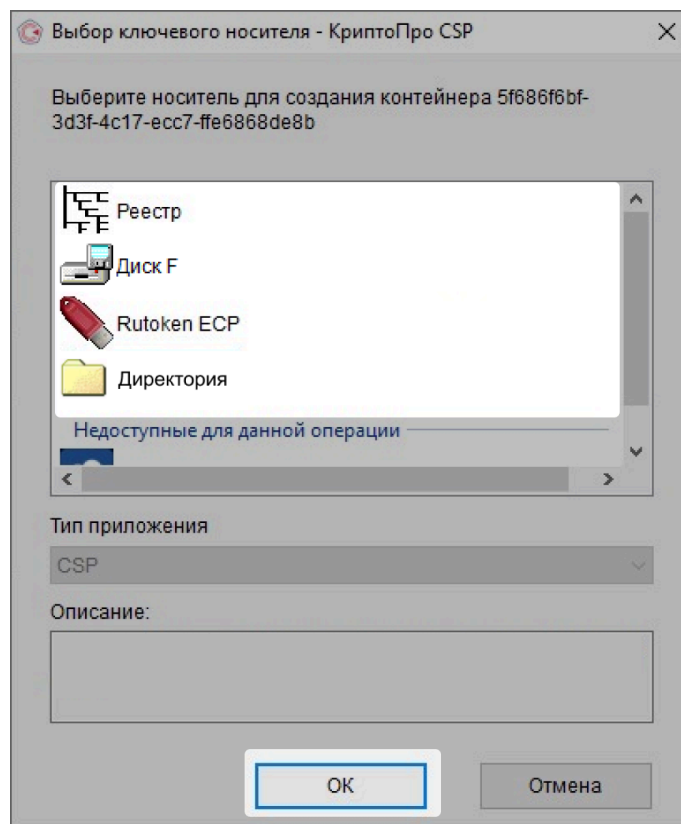 Выбор ключевого носителя - КриптоПро CSP
Выберите носитель для создания контейнера 5f686f6bf-
3d3f-4c17-ecc7-ffe6868de8b
Реестр
Диск F
Rutoken ECP
Директория
Недоступные для данной операции
Тип приложения
CSP
Описание:
ОК
Отмена